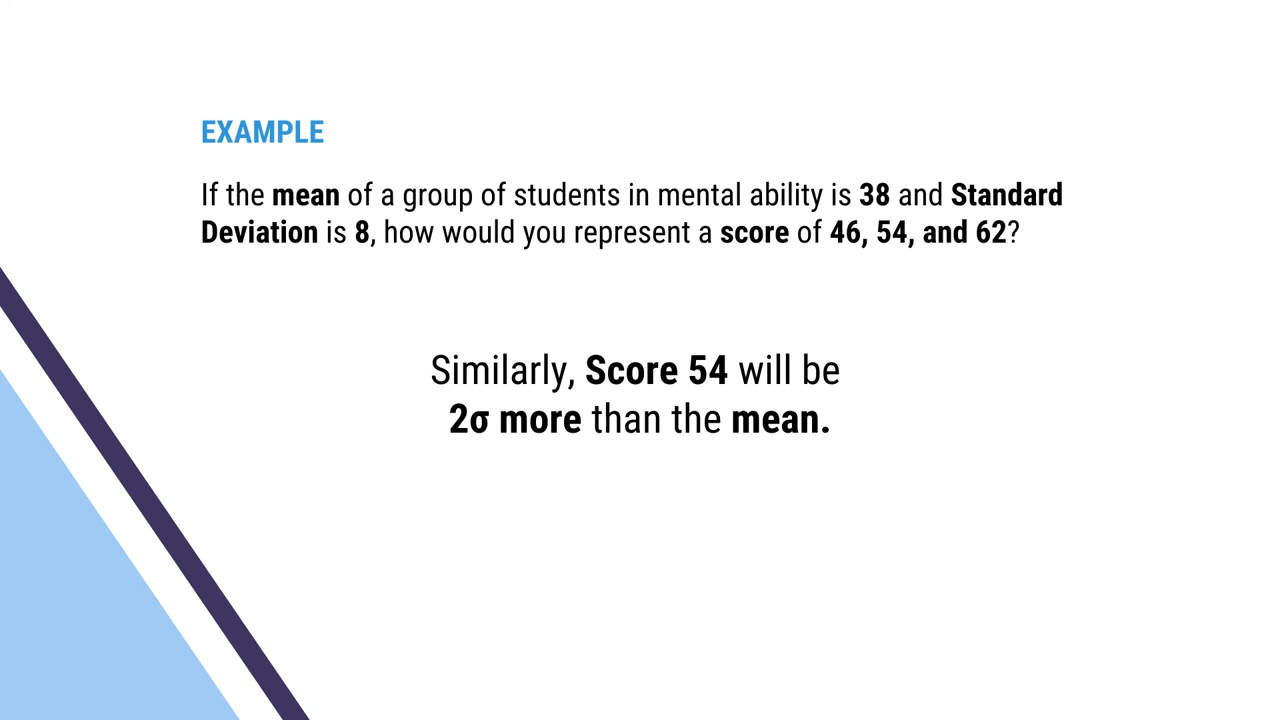 EXAMPLE
If the mean of a group of students in mental ability is 38 and Standard
Deviation is 8, how would you represent a score of 46, 54, and 62?
Similarly, Score 54 will be
2σ more than the mean.